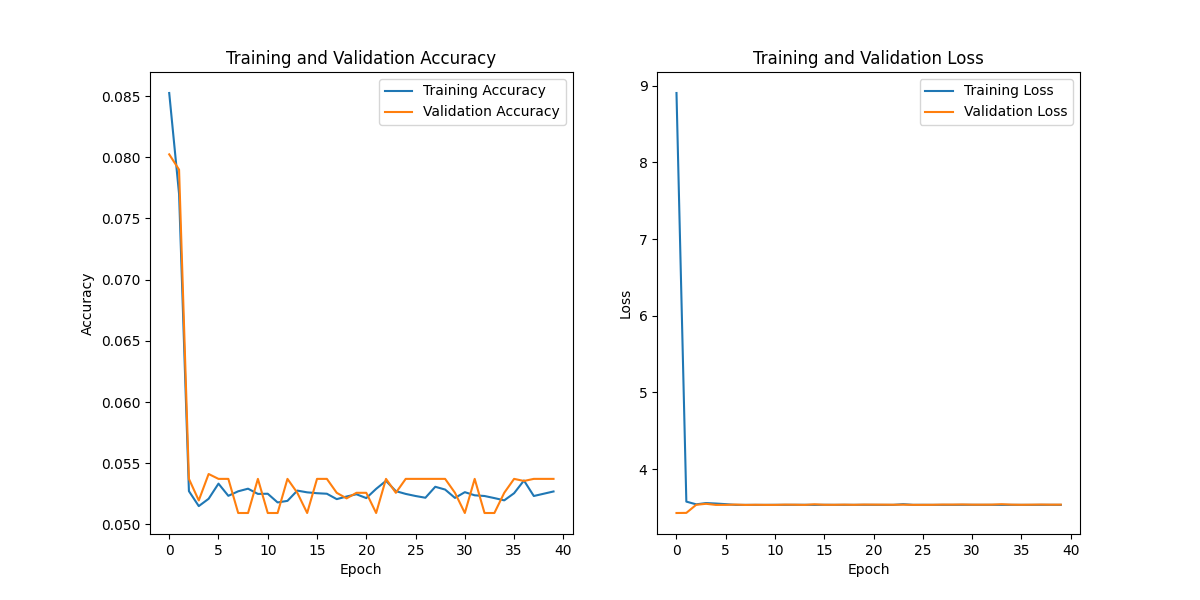 Training and Validation Accuracy
Training Accuracy
Validation Accuracy
0.085
0.080
0.075
0.070
0.065
0.060
0.055
0.050
Accuracy
0 5 10 15 20 25 30 35 40
Epoch
Training and Validation Loss
Training Loss
Validation Loss
9
8
7
6
5
4
Loss
0 5 10 15 20 25 30 35 40
Epoch